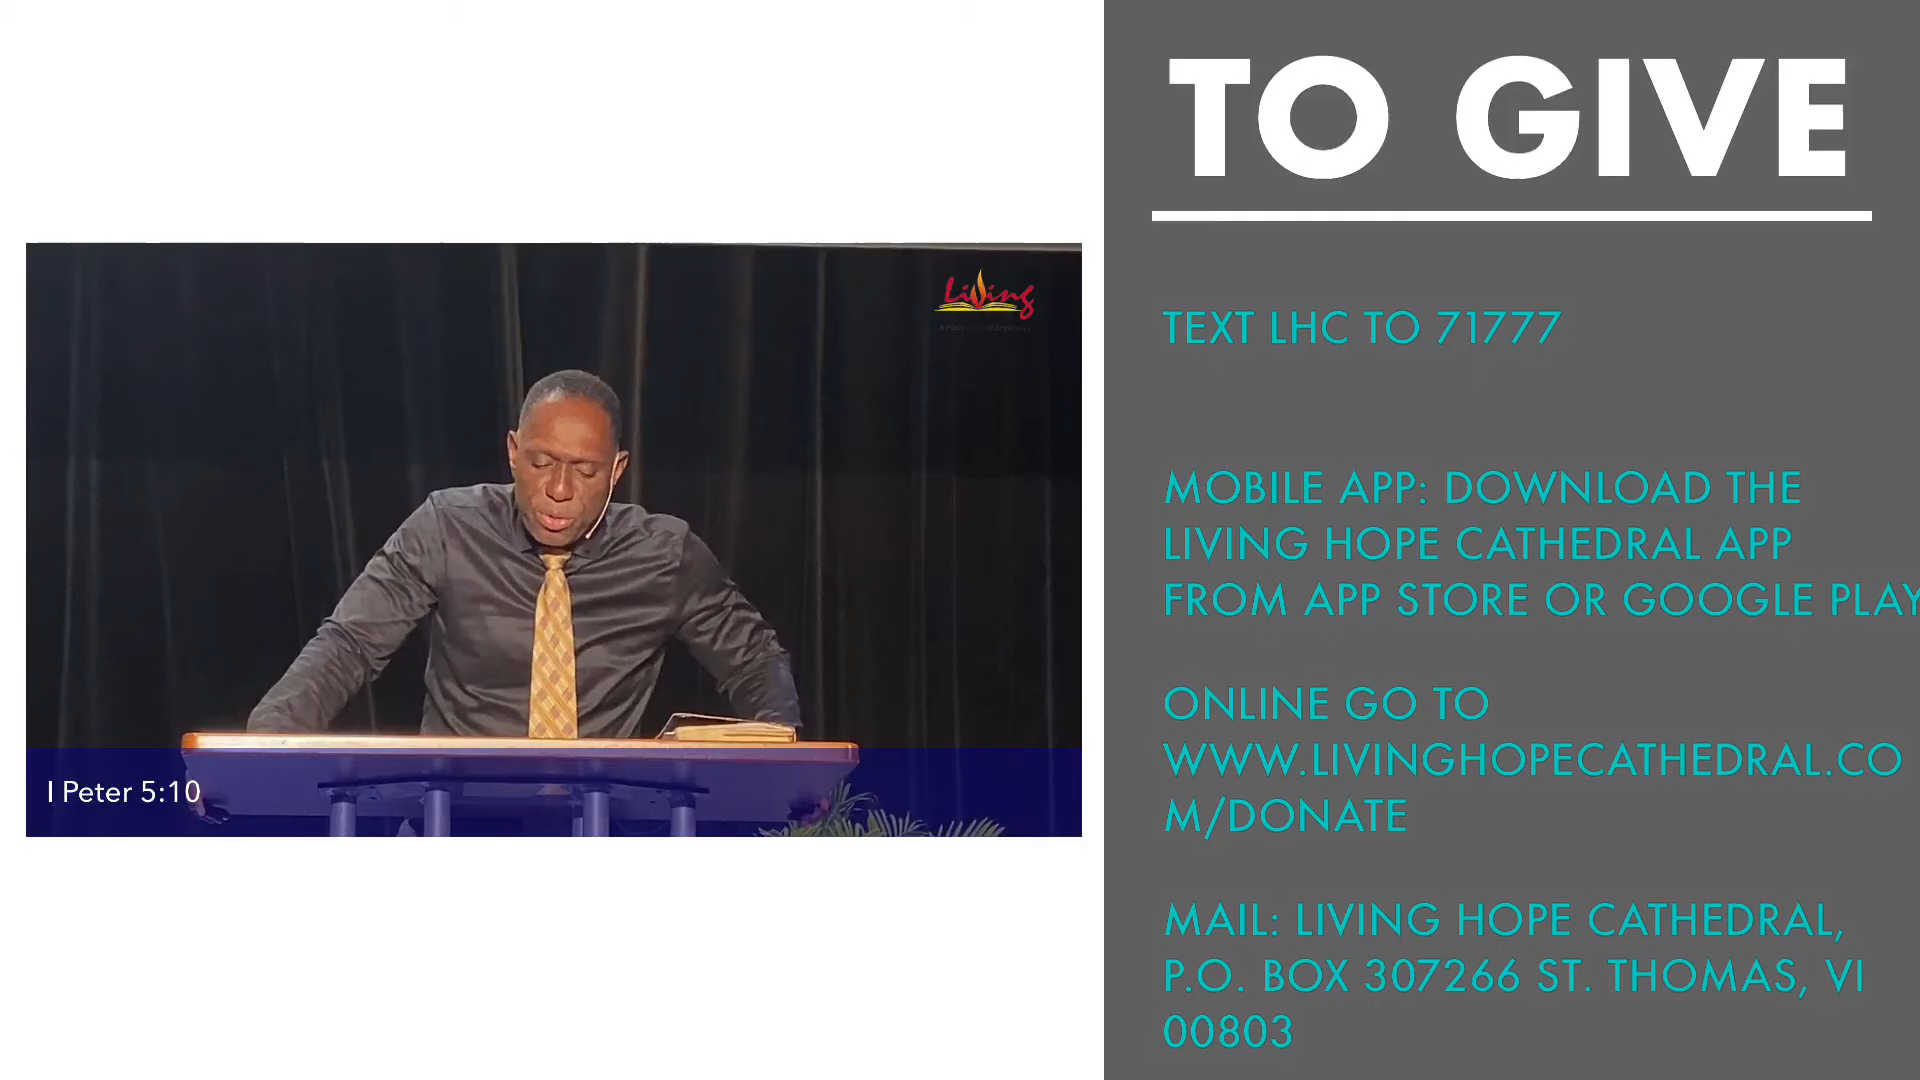 TO GIVE
TEXT LHC TO 71777
MOBILE APP: DOWNLOAD THE
LIVING HOPE CATHEDRAL APP
FROM APP STORE OR GOOGLE PLAY
ONLINE GO TO
WWW.LIVINGHOPECATHEDRAL.CO
M/DONATE
MAIL: LIVING HOPE CATHEDRAL,
P.O. BOX 307266 ST. THOMAS, VI
00803
Living
I Peter 5:10